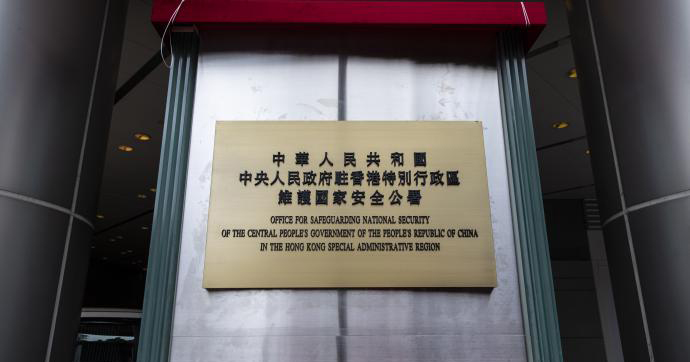 中華人民共和國
中央人民政府駐香港特別行政區
維護國家安全公署
OFFICE FOR SAFEGUARDING NATIONAL SECURITY
OF THE CENTRAL PEOPLE'S GOVERNMENT OF THE PEOPLE'S REPUBLIC OF CHINA
IN THE HONG KONG SPECIAL ADMINISTRATIVE REGION